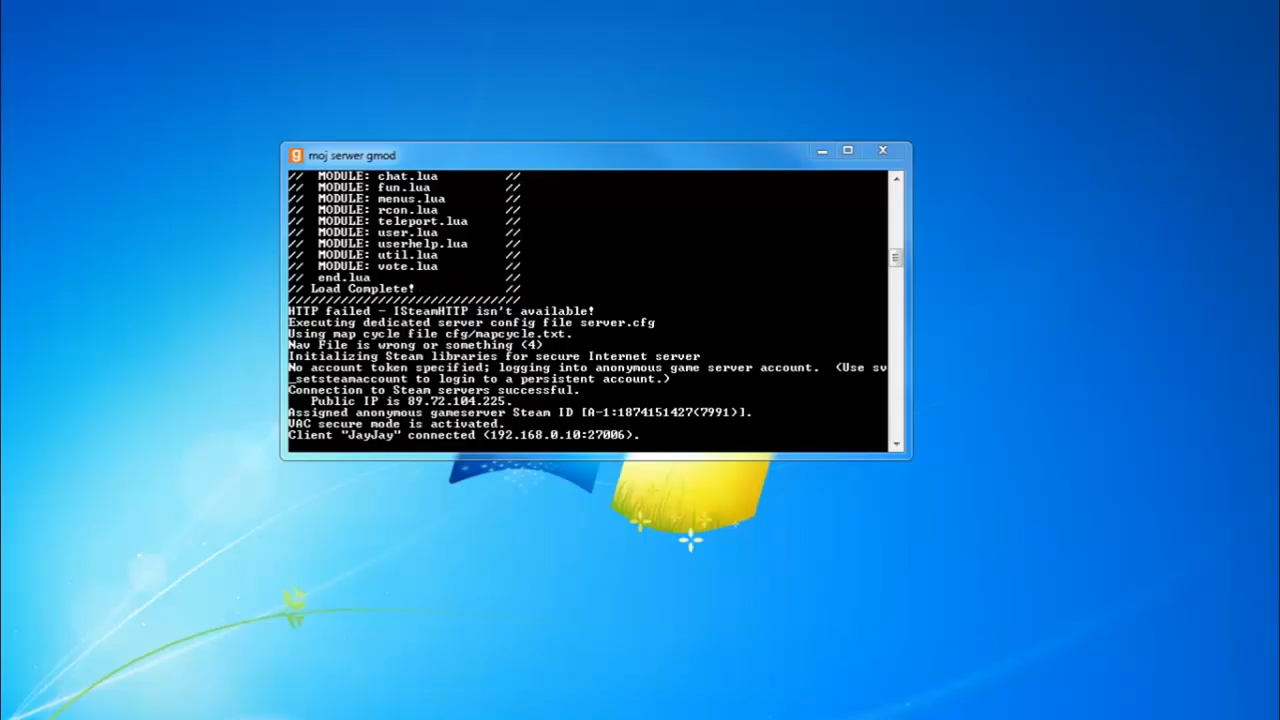 moj serwer gmod
//  MODULE: chat.lua         //
//  MODULE: fun.lua          //
//  MODULE: menus.lua        //
//  MODULE: rcon.lua         //
//  MODULE: teleport.lua     //
//  MODULE: user.lua         //
//  MODULE: userhelp.lua     //
//  MODULE: util.lua         //
//  MODULE: vote.lua         //
//  end.lua                  //
// Load Complete!            //
///////////////////////////////
HTTP failed - ISteamHTTP isn't available!
Executing dedicated server config file server.cfg
Using map cycle file cfg/mapcycle.txt.
Nav File is wrong or something (4)
Initializing Steam libraries for secure Internet server
No account token specified; logging into anonymous game server account.  (Use sv
_setsteamaccount to login to a persistent account.)
Connection to Steam servers successful.
   Public IP is 89.72.104.225.
Assigned anonymous gameserver Steam ID [A-1:1874151427(7991)].
VAC secure mode is activated.
Client "JayJay" connected (192.168.0.10:27006).